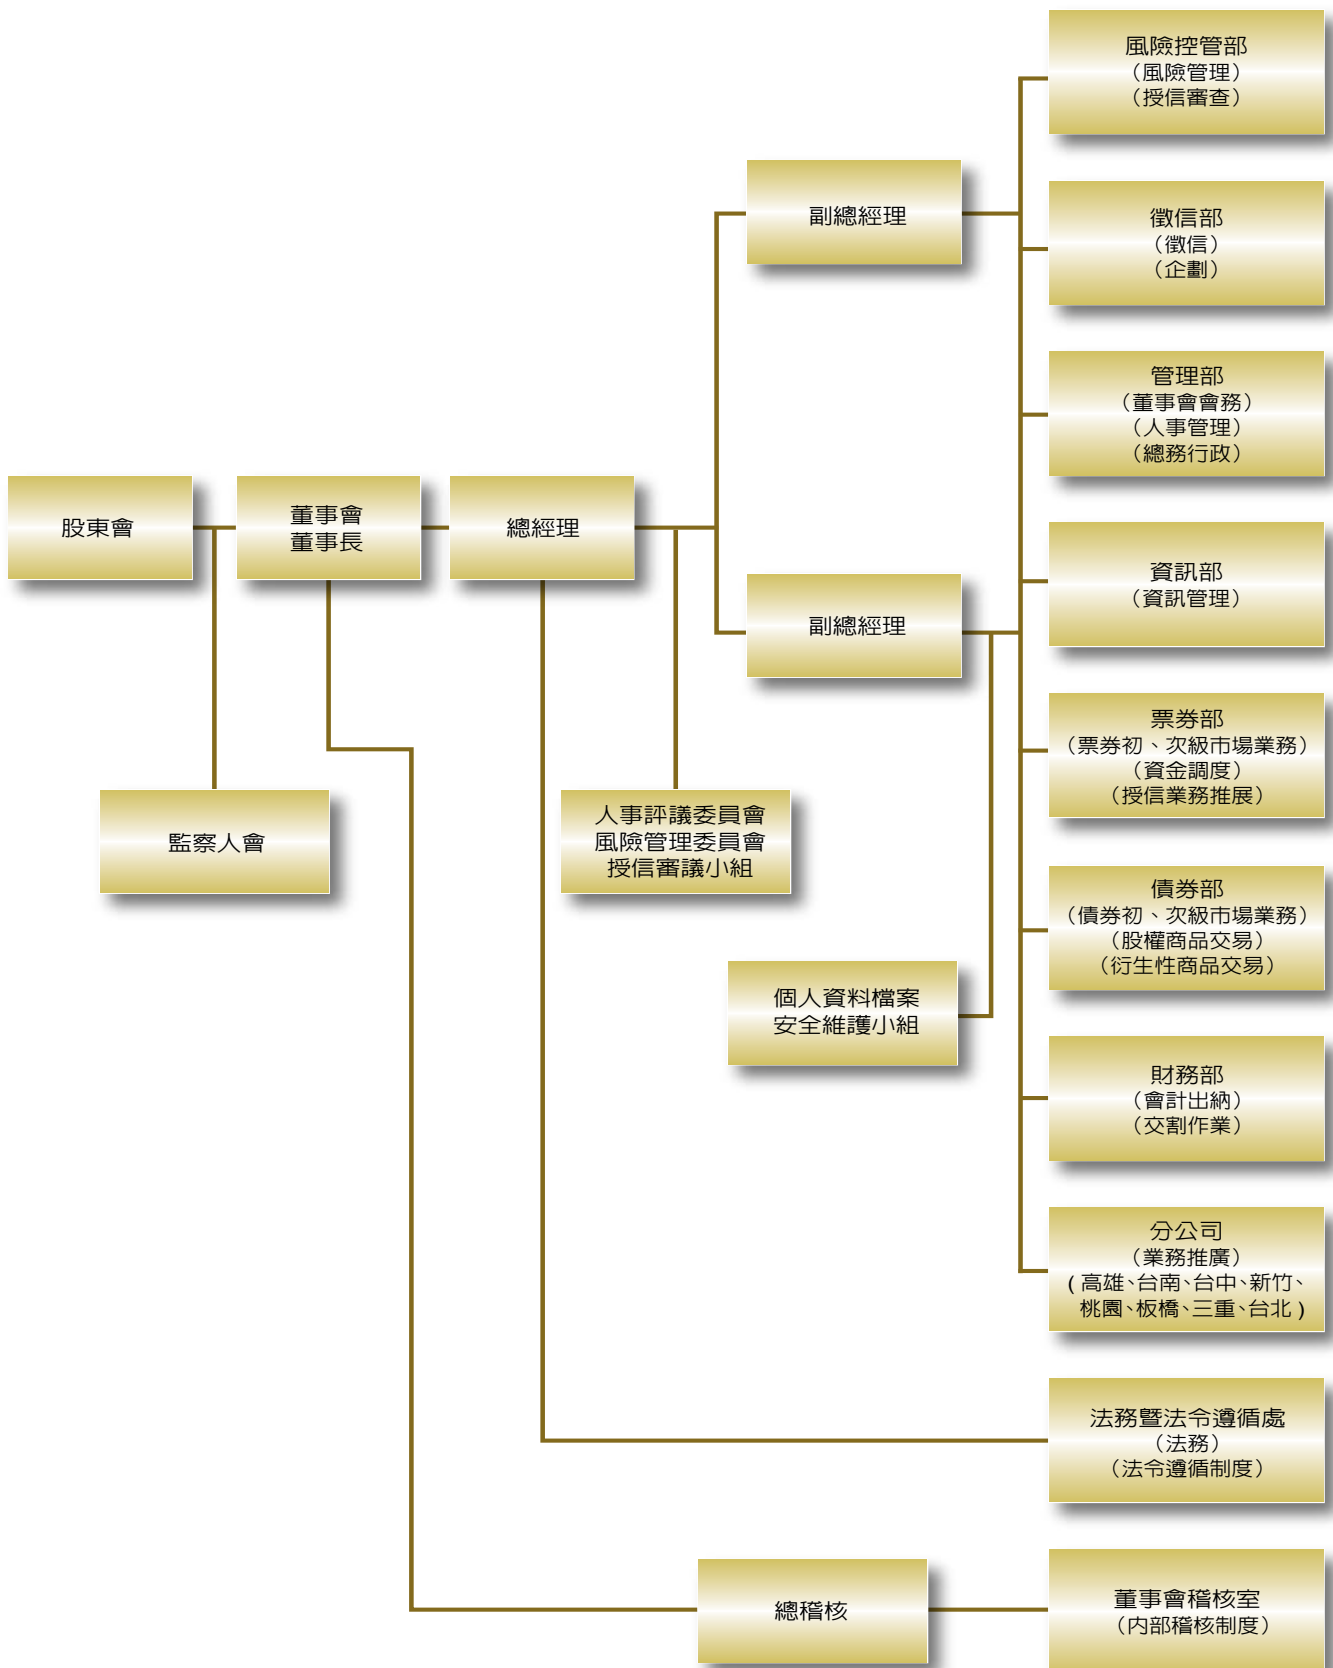 股東會
董事會
董事長
監察人會
總經理
人事評議委員會
風險管理委員會
授信審議小組
副總經理
副總經理
個人資料檔案
安全維護小組
風險控管部
（風險管理）
（授信審查）
徵信部
（徵信）
（企劃）
管理部
（董事會會務）
（人事管理）
（總務行政）
資訊部
（資訊管理）
票券部
（票券初、次級市場業務）
（資金調度）
（授信業務推展）
債券部
（債券初、次級市場業務）
（股權商品交易）
（衍生性商品交易）
財務部
（會計出納）
（交割作業）
分公司
（業務推廣）
( 高雄、台南、台中、新竹、
桃園、板橋、三重、台北 )
法務暨法令遵循處
（法務）
（法令遵循制度）
總稽核
董事會稽核室
（內部稽核制度）